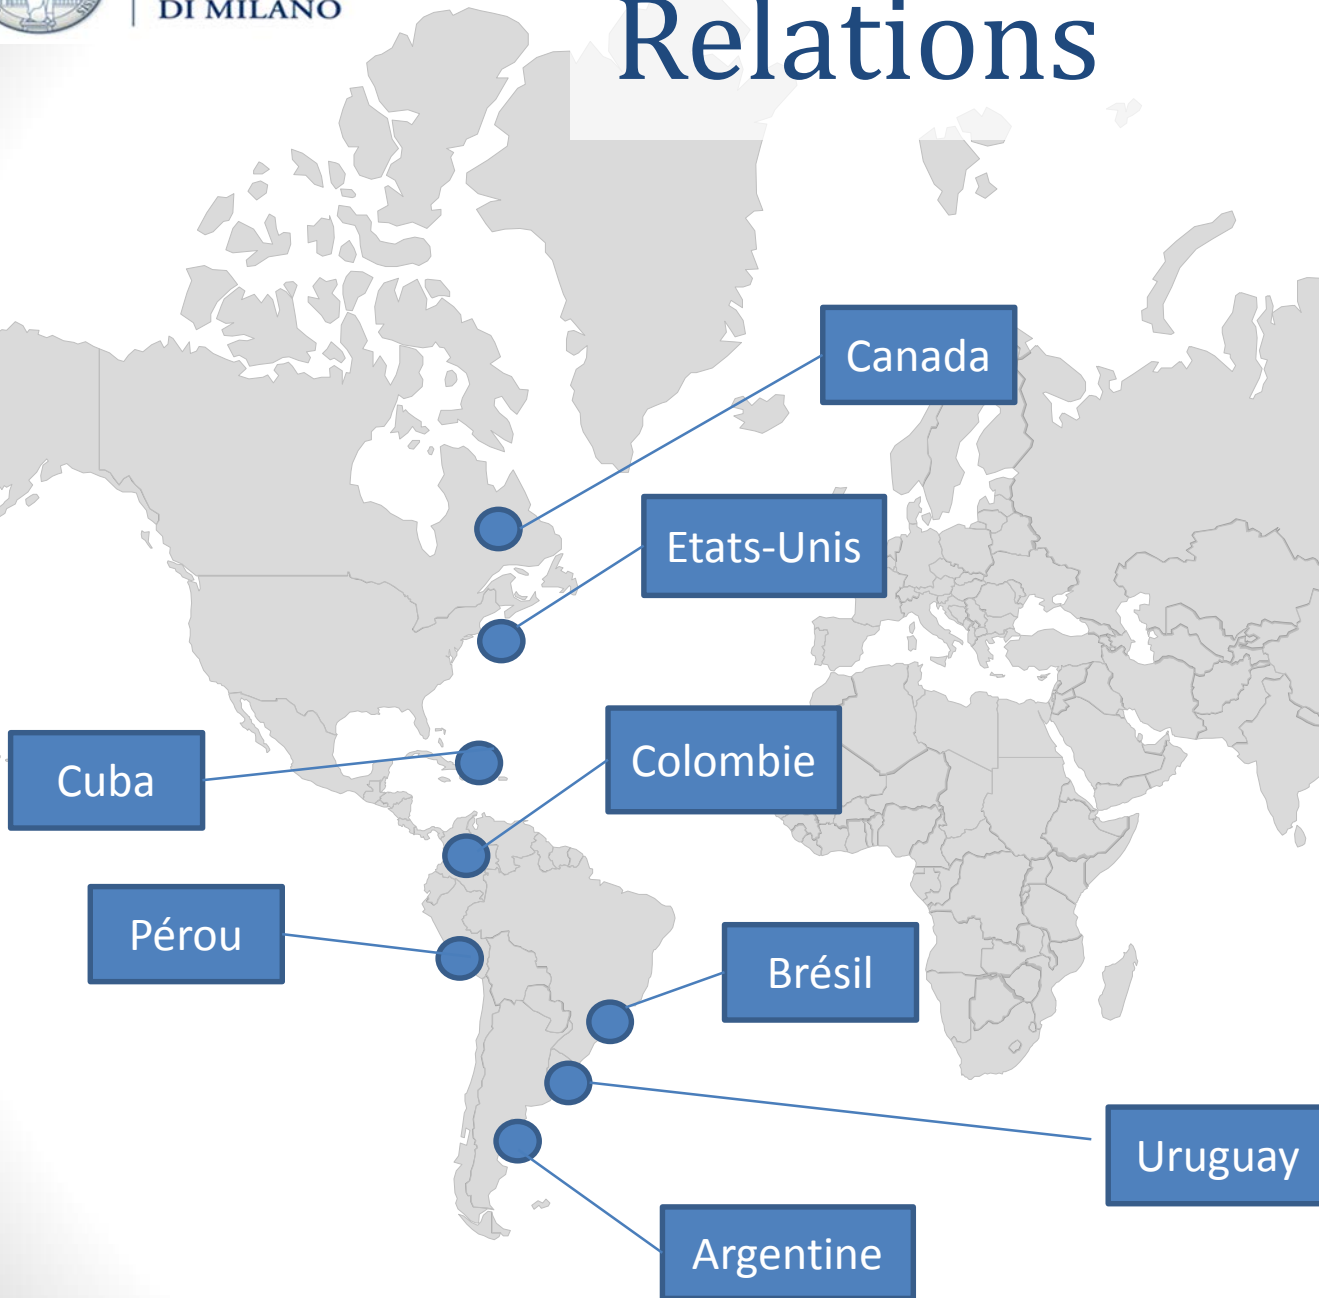 DI MILANO
Relations
Canada
Etats-Unis
Colombie
Cuba
Pérou
Brésil
Uruguay
Argentine